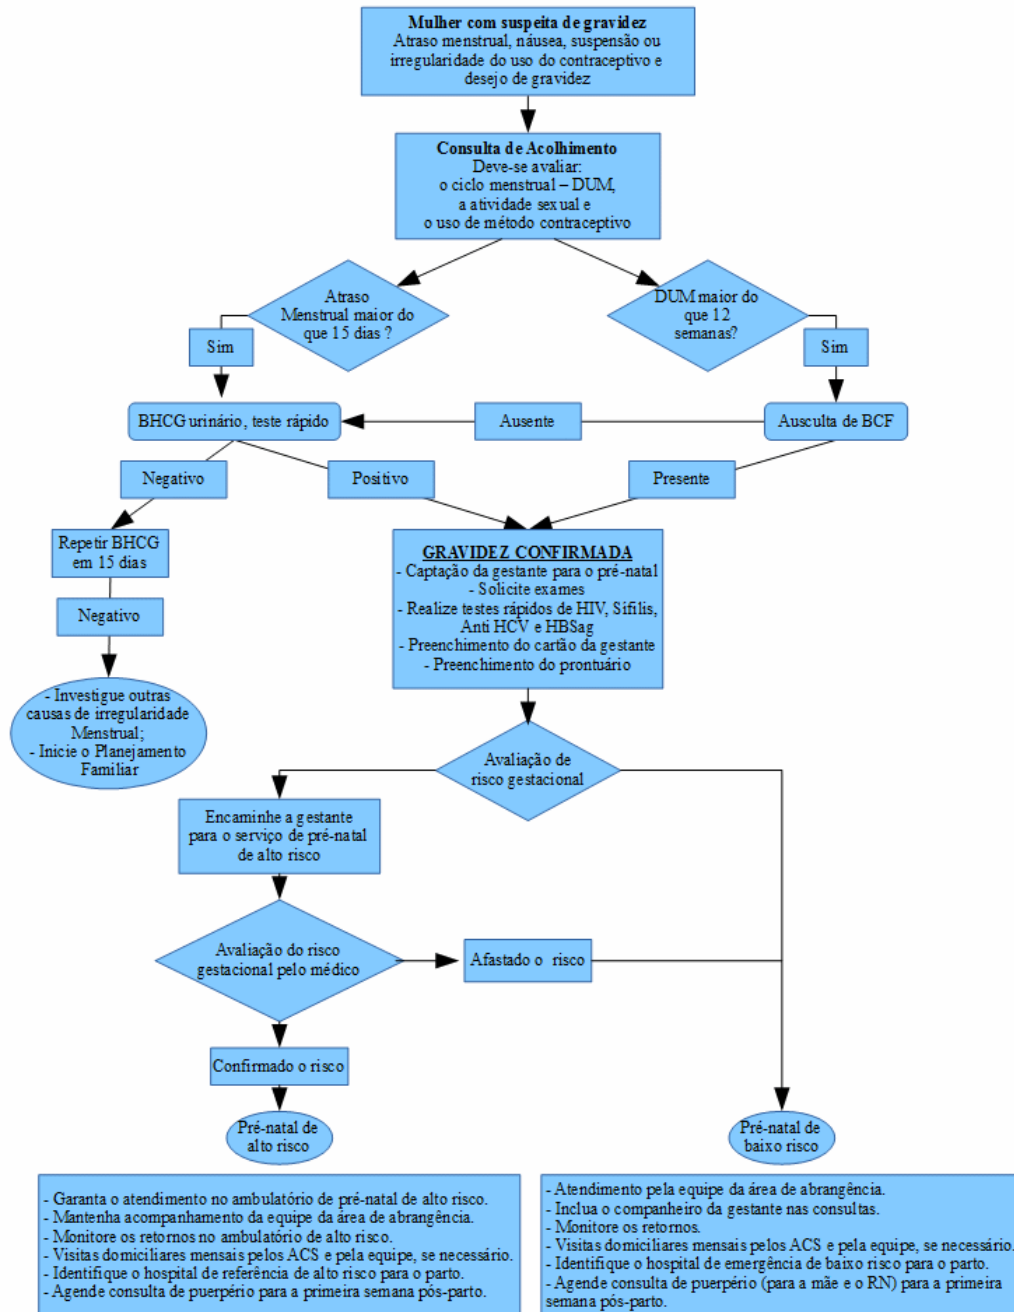 Mulher com suspeita de gravidez
Atraso menstrual, náusea, suspensão ou
irregularidade do uso do contraceptivo e
desejo de gravidez
Consulta de Acolhimento
Deve-se avaliar:
o ciclo menstrual – DUM,
a atividade sexual e
o uso de método contraceptivo
Atraso
Menstrual maior do
que 15 dias ?
DUM maior do
que 12
semanas?
Sim
Sim
BHCG urinário, teste rápido
Ausente
Ausculta de BCF
Negativo
Positivo
Presente
Repetir BHCG
em 15 dias
Negativo
- Investigue outras
causas de irregularidade
Menstrual;
- Inicie o Planejamento
Familiar
GRAVIDEZ CONFIRMADA
- Captação da gestante para o pré-natal
- Solicite exames
- Realize testes rápidos de HIV, Sífilis,
Anti HCV e HBSag
- Preenchimento do cartão da gestante
- Preenchimento do prontuário
Avaliação de
risco gestacional
Encaminhe a gestante
para o serviço de pré-natal
de alto risco
Avaliação do risco
gestacional pelo médico
Afastado o risco
Confirmado o risco
Pré-natal de
alto risco
Pré-natal de
baixo risco
- Garanta o atendimento no ambulatório de pré-natal de alto risco.
- Mantenha acompanhamento da equipe da área de abrangência.
- Monitore os retornos no ambulatório de alto risco.
- Visitas domiciliares mensais pelos ACS e pela equipe, se necessário.
- Identifique o hospital de referência de alto risco para o parto.
- Agende consulta de puerpério para a primeira semana pós-parto.
- Atendimento pela equipe da área de abrangência.
- Inclua o companheiro da gestante nas consultas.
- Monitore os retornos.
- Visitas domiciliares mensais pelos ACS e pela equipe, se necessário.
- Identifique o hospital de emergência de baixo risco para o parto.
- Agende consulta de puerpério (para a mãe e o RN) para a primeira
semana pós-parto.